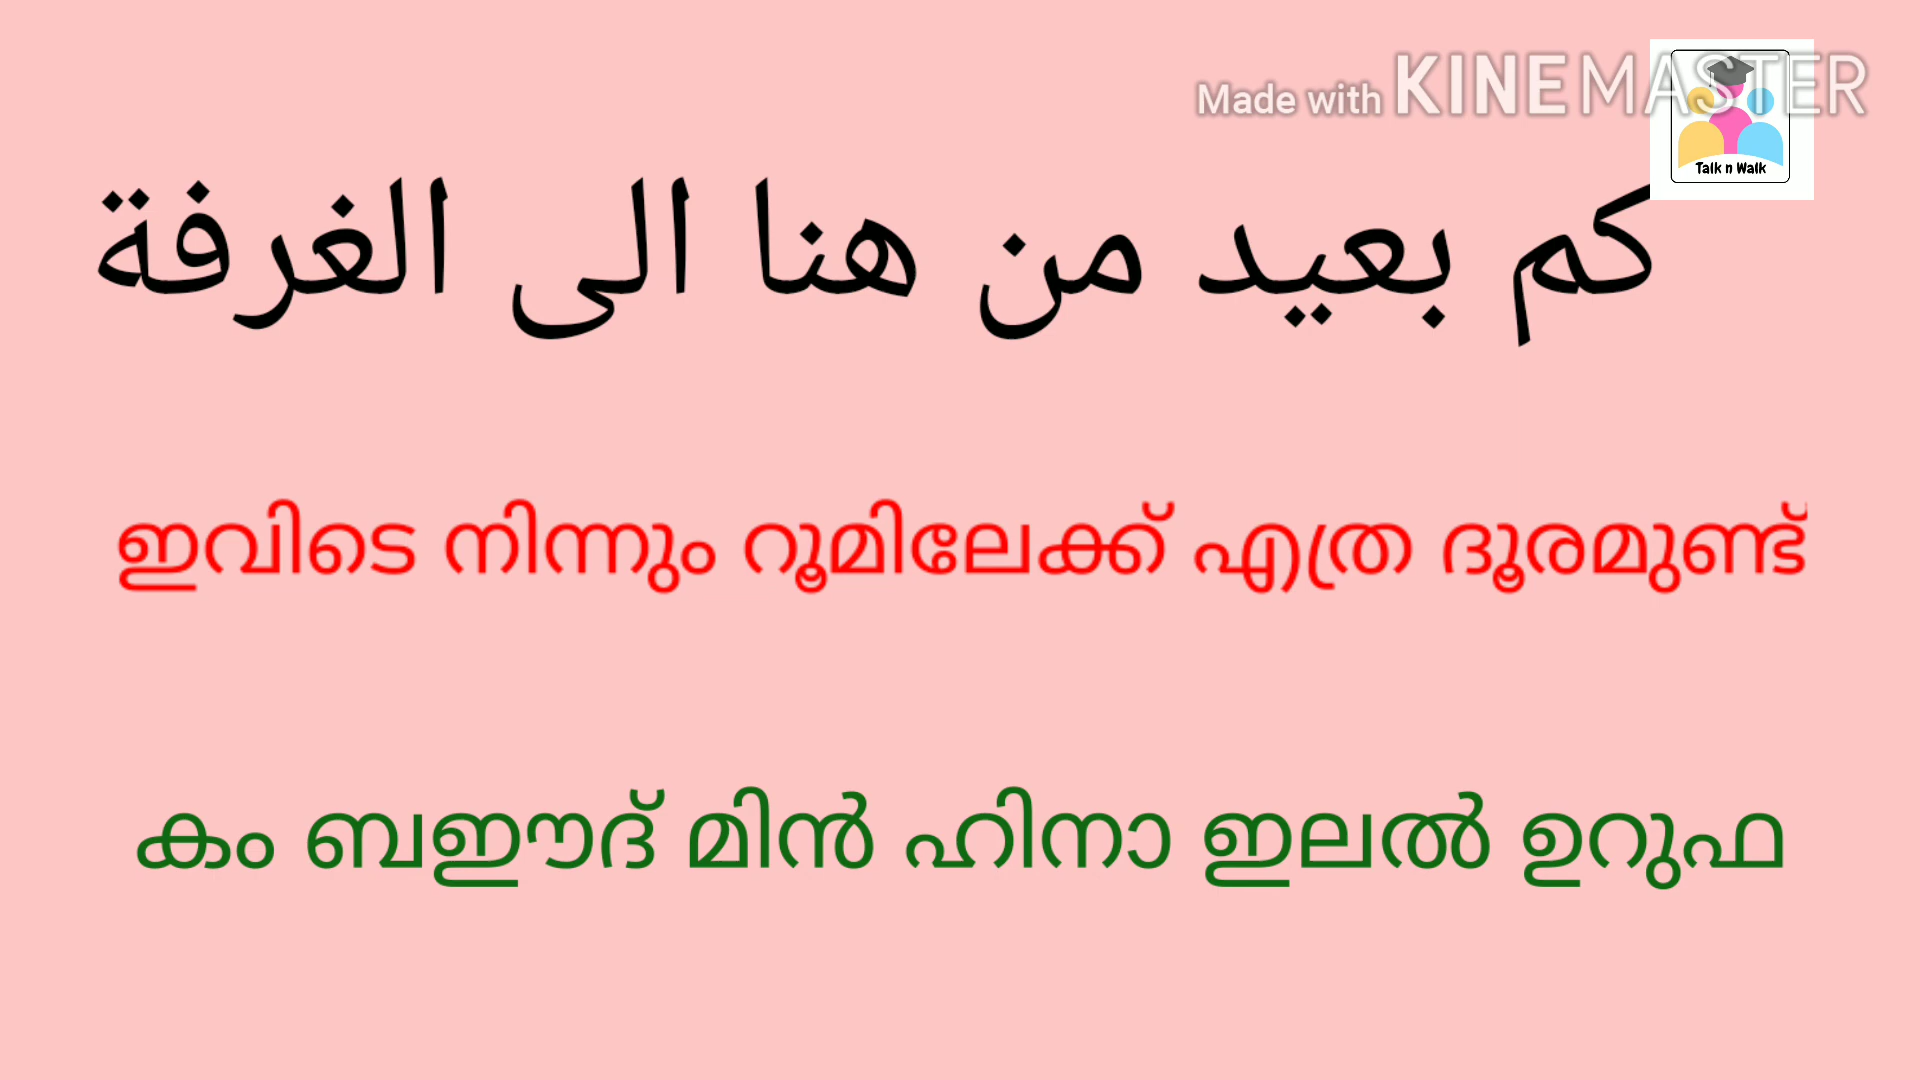 Made with KINEMASTER
Talk n Walk
كم بعيد من هنا الى الغرفة
ഇവിടെ നിന്നും റൂമിലേക്ക് എത്ര ദൂരമുണ്ട്
കം ബഈദ് മിൻ ഹിനാ ഇലൽ ഉറുഫ